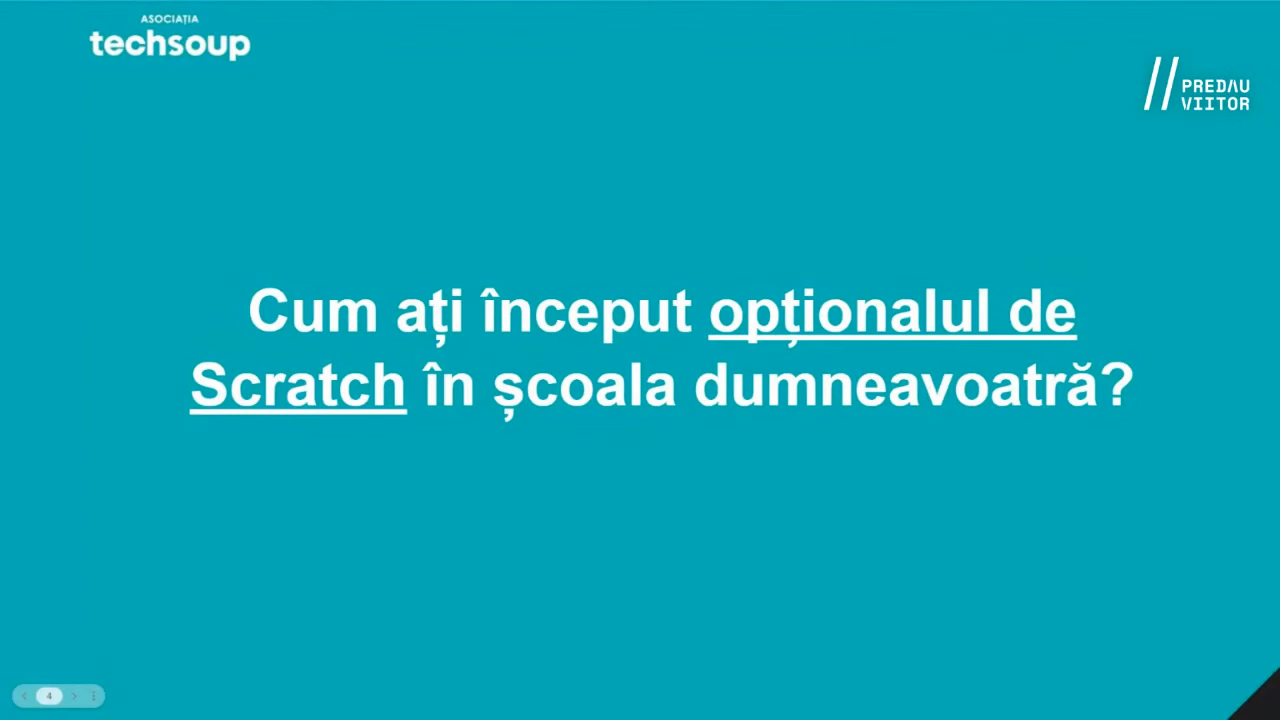 ASOCIAȚIA
techsoup
PREDAU
VIITOR
Cum ați început opționalul de
Scratch în școala dumneavoatră?
4